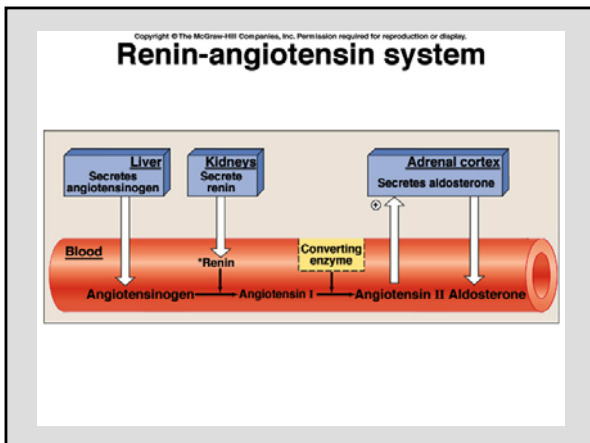 Copyright © The McGraw-Hill Companies, Inc. Permission required for reproduction or display.
Renin-angiotensin system
Liver
Secretes
angiotensinogen
Kidneys
Secrete
renin
Adrenal cortex
Secretes aldosterone
+
Blood
*Renin
Converting
enzyme
Angiotensinogen
Angiotensin I
Angiotensin II
Aldosterone